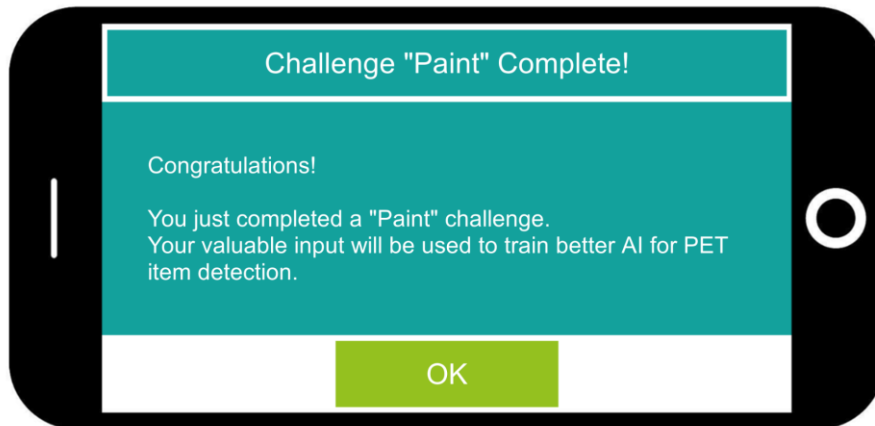 Challenge "Paint" Complete!
Congratulations!
You just completed a "Paint" challenge.
Your valuable input will be used to train better AI for PET
item detection.
OK